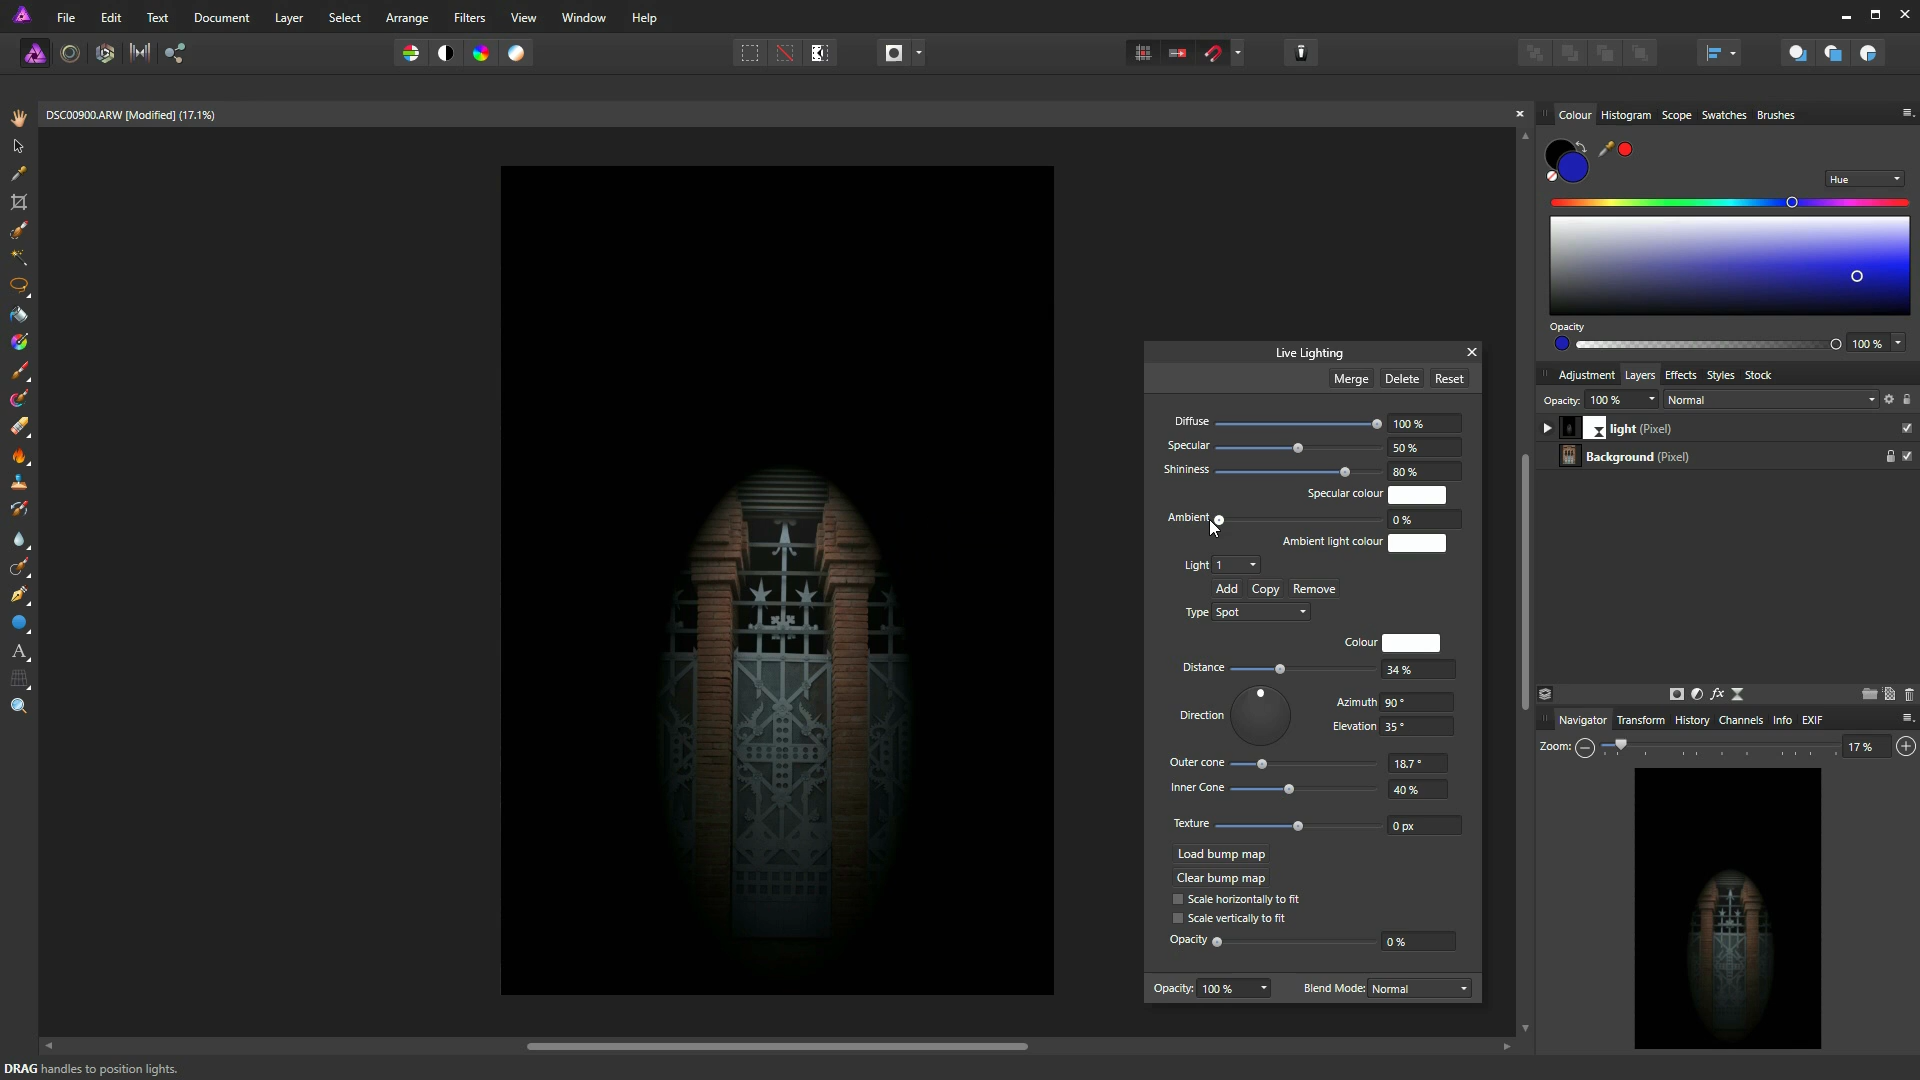 File Edit Text Document Layer Select Arrange Filters View Window Help
DSC00900.ARW [Modified] (17.1%)
Colour Histogram Scope Swatches Brushes
Hue
Opacity
100 %
Adjustment Layers Effects Styles Stock
Opacity: 100 % Normal
light (Pixel)
Background (Pixel)
fx
Navigator Transform History Channels Info EXIF
Zoom: 17 %
Live Lighting
Merge Delete Reset
Diffuse 100 %
Specular 50 %
Shininess 80 %
Specular colour
Ambient 0 %
Ambient light colour
Light 1
Add Copy Remove
Type Spot
Colour
Distance 34 %
Azimuth 90 °
Direction
Elevation 35 °
Outer cone 18.7 °
Inner Cone 40 %
Texture 0 px
Load bump map
Clear bump map
Scale horizontally to fit
Scale vertically to fit
Opacity 0 %
Opacity: 100 % Blend Mode: Normal
DRAG handles to position lights.